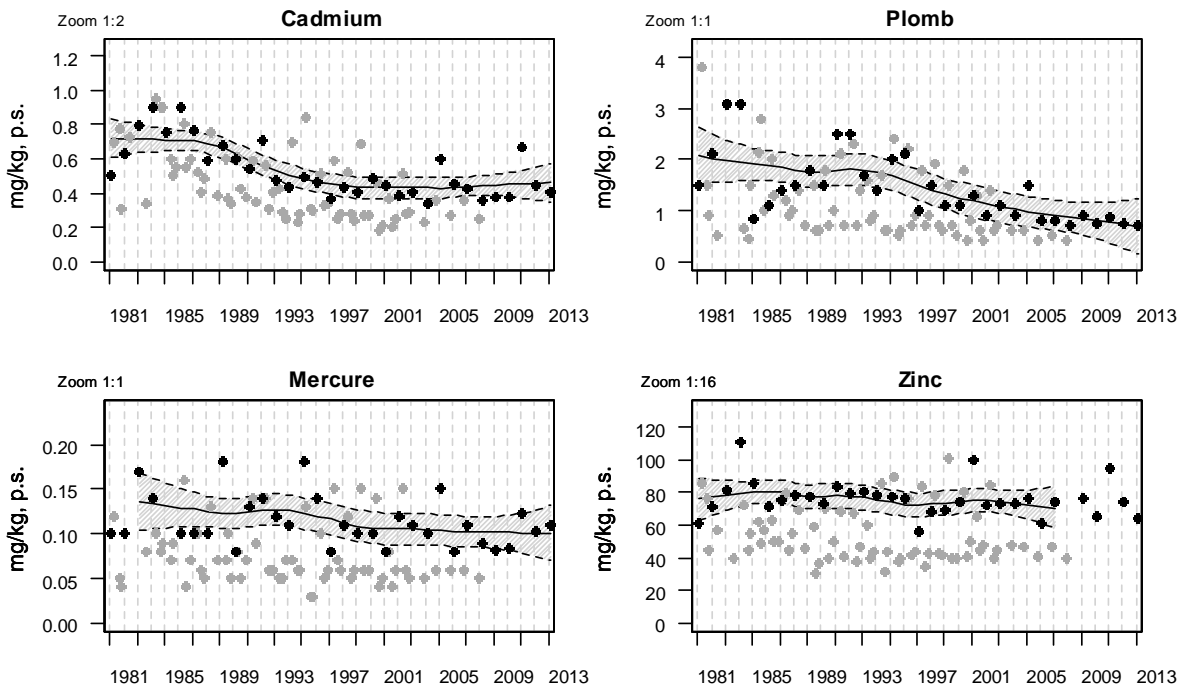 Zoom 1:2
Cadmium
mg/kg, p.s.
1.2
1.0
0.8
0.6
0.4
0.2
0.0
1981 1985 1989 1993 1997 2001 2005 2009 2013
Zoom 1:1
Plomb
mg/kg, p.s.
4
3
2
1
0
1981 1985 1989 1993 1997 2001 2005 2009 2013
Zoom 1:1
Mercure
mg/kg, p.s.
0.20
0.15
0.10
0.05
0.00
1981 1985 1989 1993 1997 2001 2005 2009 2013
Zoom 1:16
Zinc
mg/kg, p.s.
120
100
80
60
40
20
0
1981 1985 1989 1993 1997 2001 2005 2009 2013